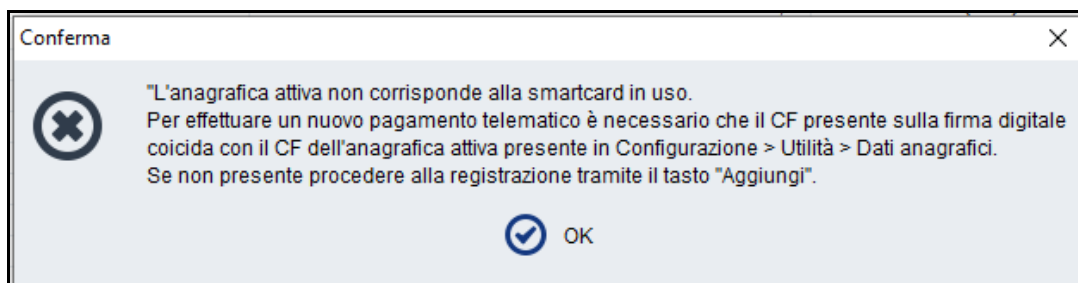 Conferma
"L'anagrafica attiva non corrisponde alla smartcard in uso.
Per effettuare un nuovo pagamento telematico è necessario che il CF presente sulla firma digitale
coicida con il CF dell'anagrafica attiva presente in Configurazione > Utilità > Dati anagrafici.
Se non presente procedere alla registrazione tramite il tasto "Aggiungi".
OK